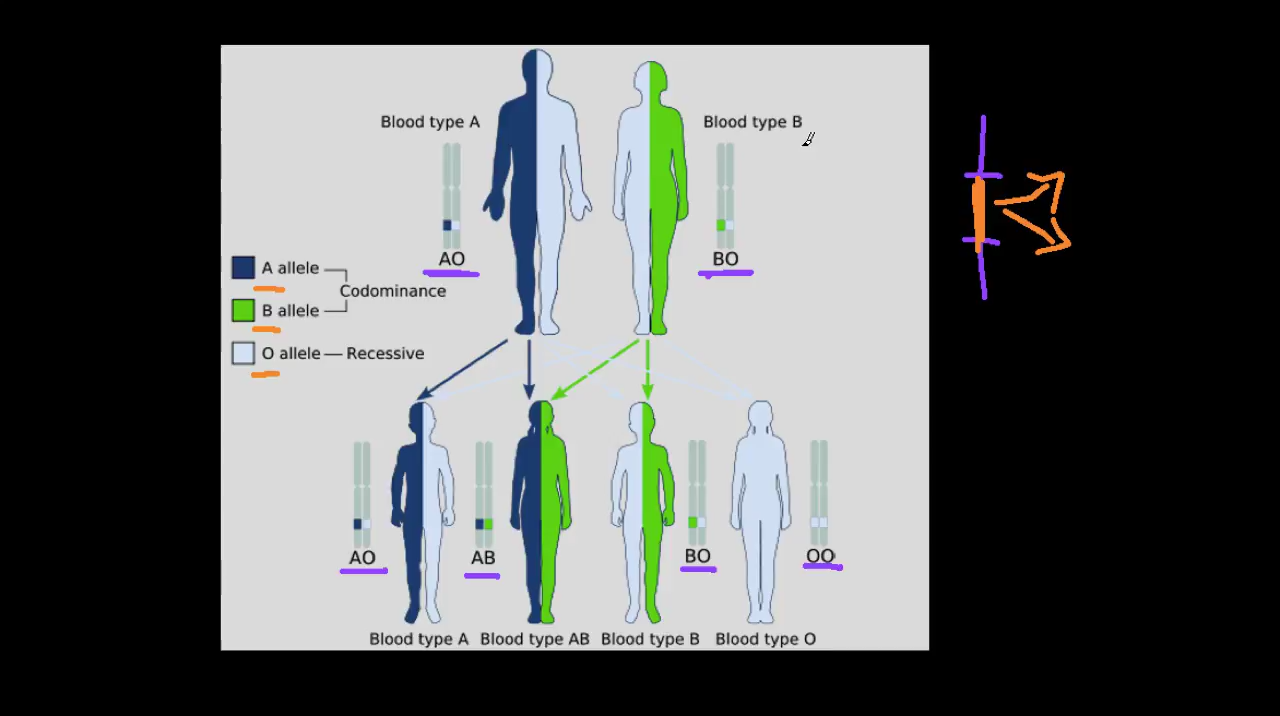 Blood type A
Blood type B
AO
BO
A allele
Codominance
B allele
O allele — Recessive
AO
AB
BO
OO
Blood type A
Blood type AB
Blood type B
Blood type O